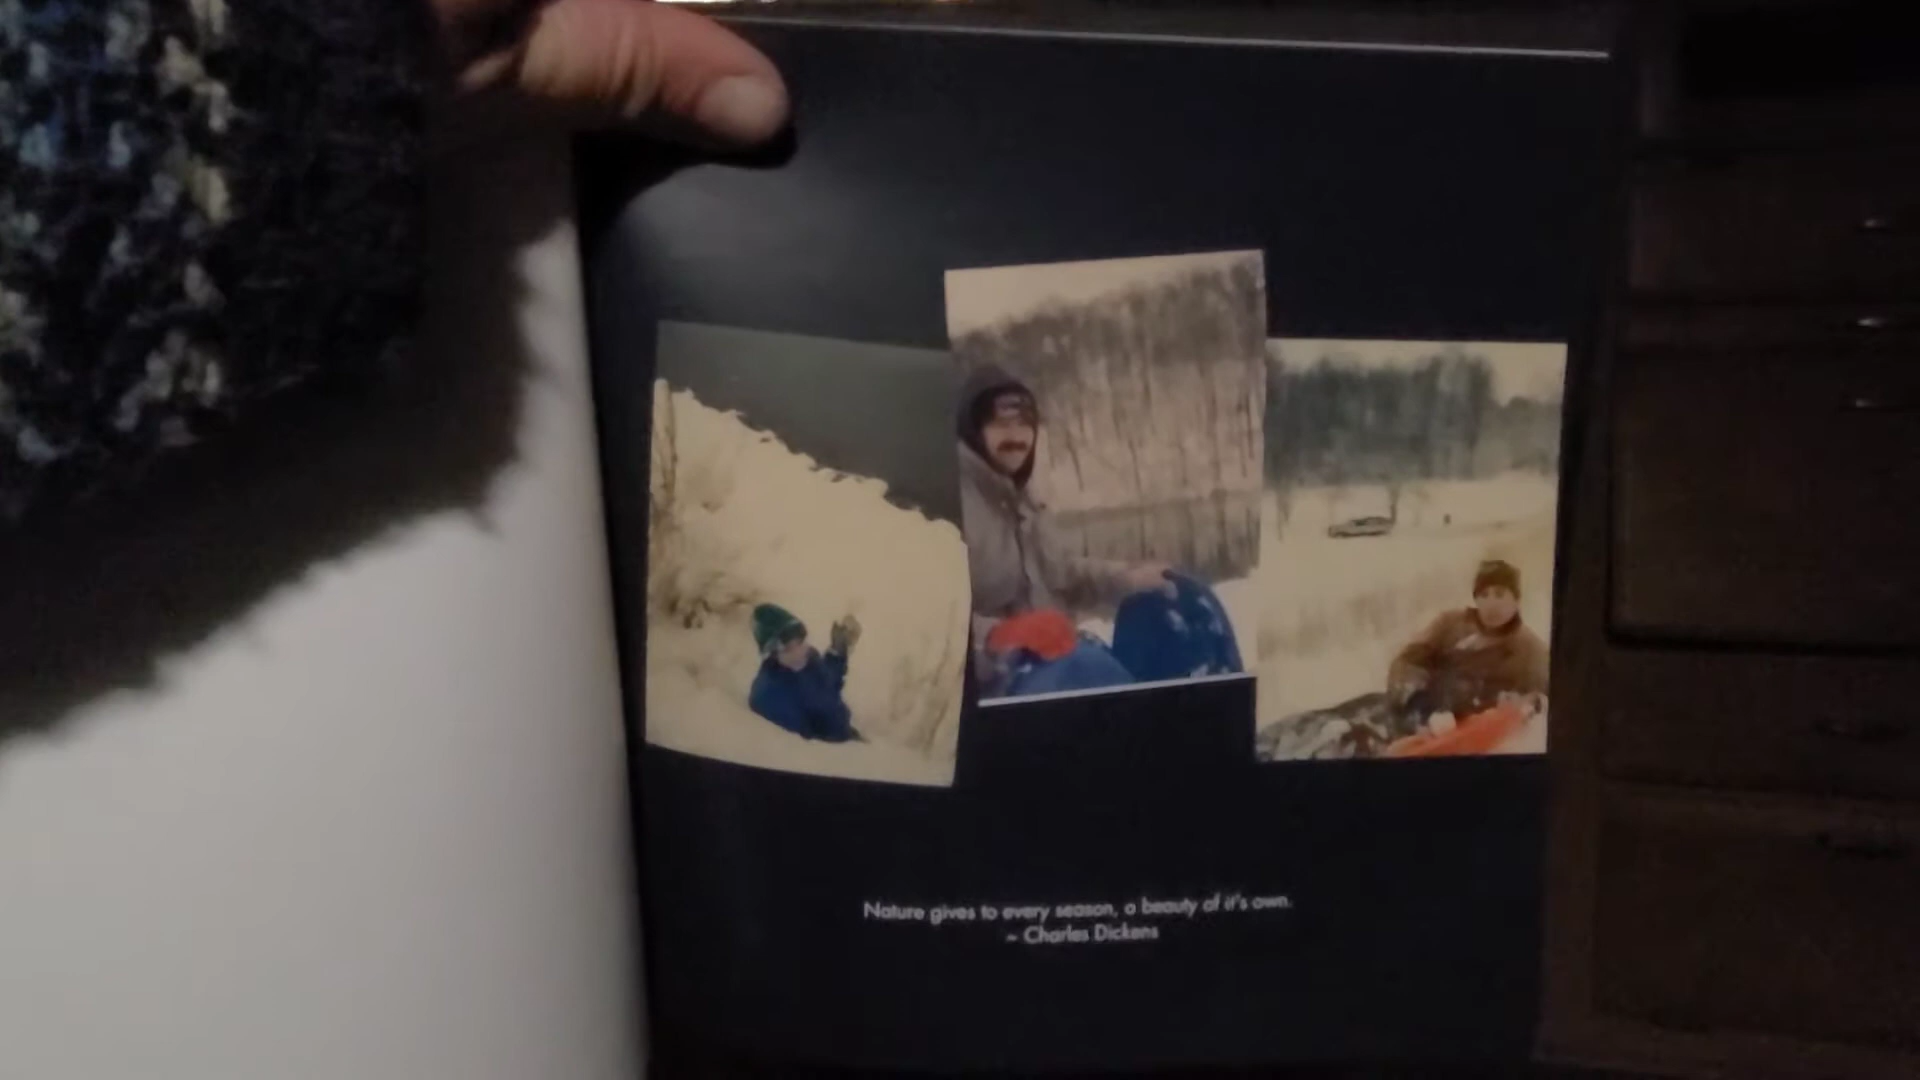 Nature gives to every season, a beauty of it's own.
~ Charles Dickens